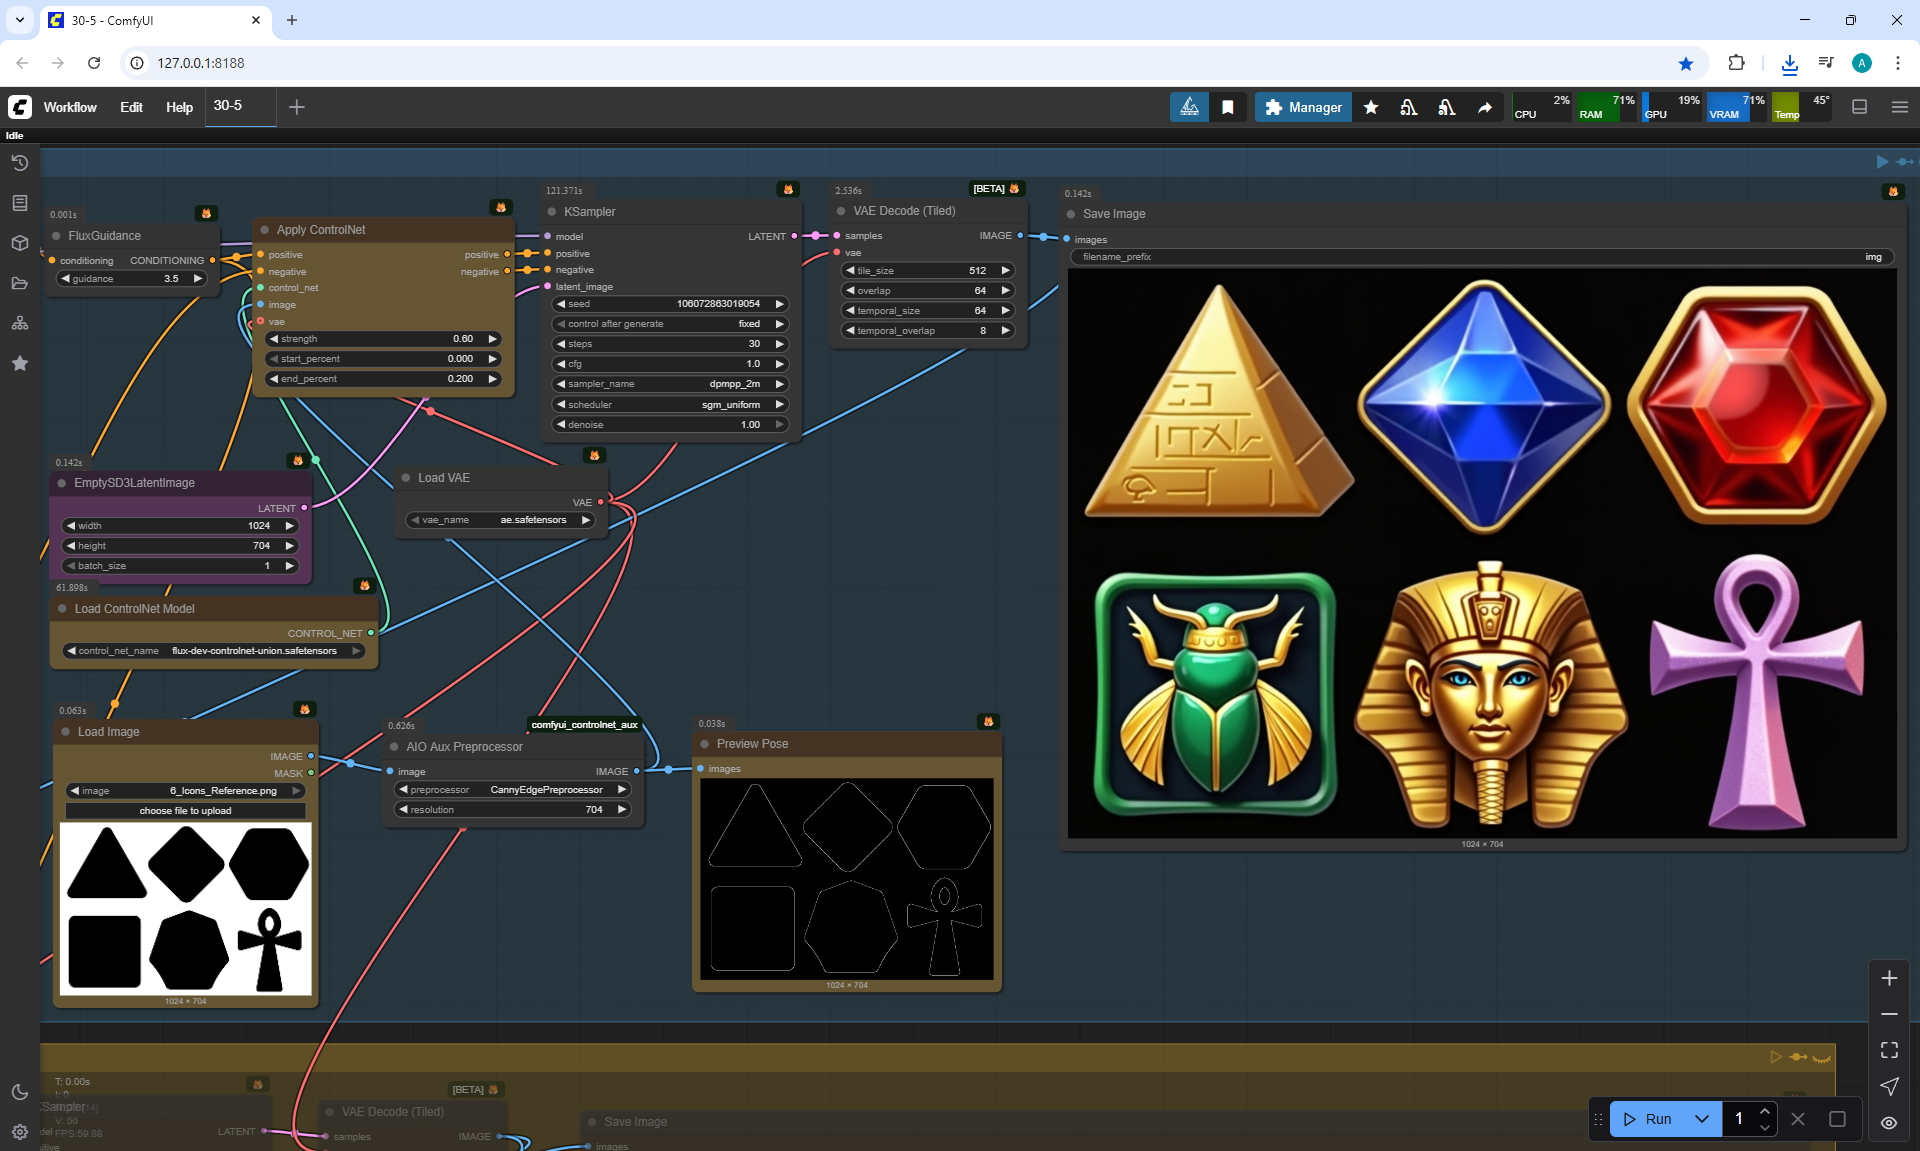 30-5 - ComfyUI
127.0.0.1:8188
A
Workflow Edit Help 30-5
Manager
2% CPU
71% RAM
19% GPU
71% VRAM
45° Temp
Idle
0.001s
FluxGuidance
conditioning CONDITIONING
guidance 3.5
Apply ControlNet
positive positive
negative negative
control_net
image
vae
strength 0.60
start_percent 0.000
end_percent 0.200
121.371s
KSampler
model LATENT
positive
negative
latent_image
seed 106072863019054
control after generate fixed
steps 30
cfg 1.0
sampler_name dpmpp_2m
scheduler sgm_uniform
denoise 1.00
2.536s
[BETA]
VAE Decode (Tiled)
samples IMAGE
vae
tile_size 512
overlap 64
temporal_size 64
temporal_overlap 8
0.142s
Save Image
images
filename_prefix img
1024 × 704
0.142s
EmptySD3LatentImage
LATENT
width 1024
height 704
batch_size 1
Load VAE
VAE
vae_name ae.safetensors
61.898s
Load ControlNet Model
CONTROL_NET
control_net_name flux-dev-controlnet-union.safetensors
0.063s
Load Image
IMAGE
MASK
image 6_Icons_Reference.png
choose file to upload
1024 × 704
0.626s
comfyui_controlnet_aux
AIO Aux Preprocessor
image IMAGE
preprocessor CannyEdgePreprocessor
resolution 704
0.038s
Preview Pose
images
1024 × 704
T: 0.00s
I: 0
KSampler
V: 56
FPS:59.88
LATENT
[BETA]
VAE Decode (Tiled)
samples IMAGE
Save Image
images
Run 1